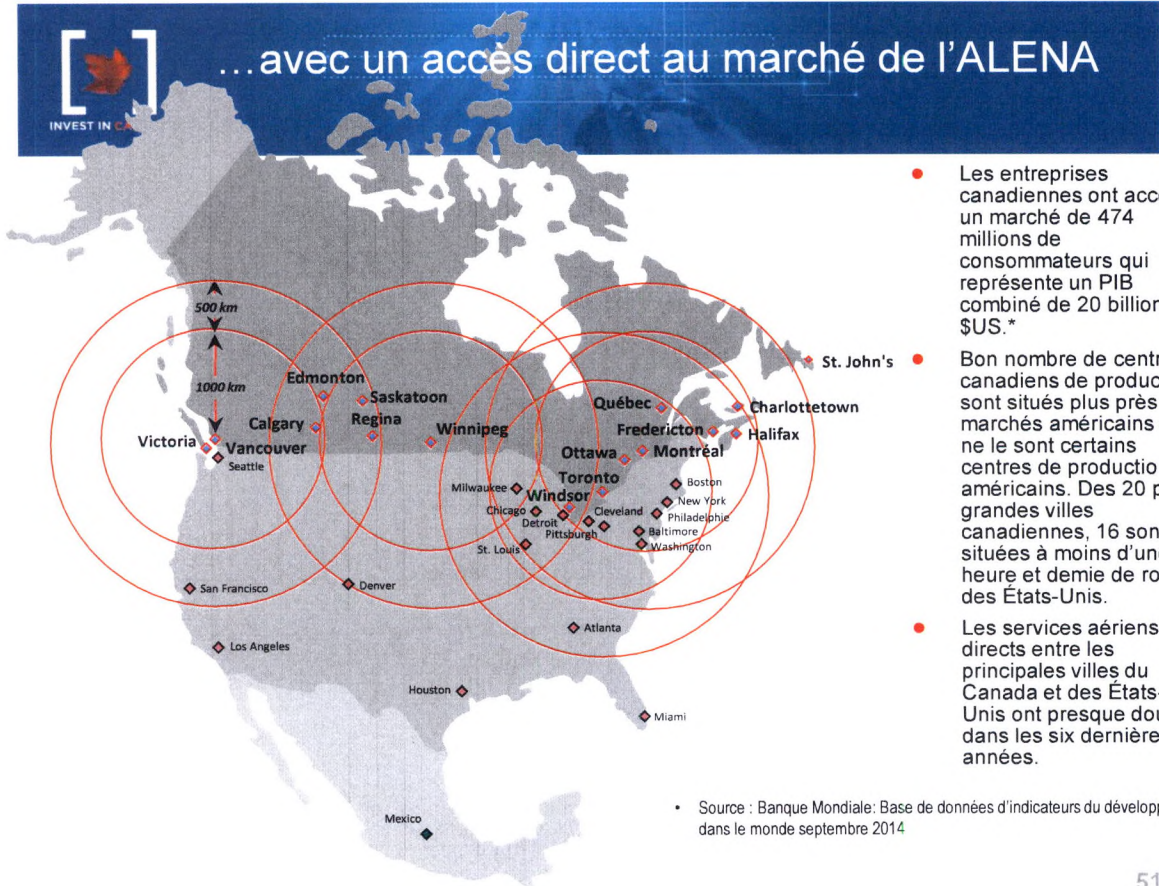 ...avec un accès direct au marché de l'ALENA
INVEST IN CA
Les entreprises
canadiennes ont acc
un marché de 474
millions de
consommateurs qui
représente un PIB
combiné de 20 billion
$US.*
Bon nombre de centr
canadiens de produc
sont situés plus près
marchés américains
ne le sont certains
centres de productio
américains. Des 20 p
grandes villes
canadiennes, 16 son
situées à moins d'un
heure et demie de ro
des États-Unis.
Les services aériens
directs entre les
principales villes du
Canada et des États-
Unis ont presque dou
dans les six dernière
années.
500 km
1000 km
Edmonton
Saskatoon
Calgary
Regina
Winnipeg
Victoria
Vancouver
Seattle
St. John's
Québec
Charlottetown
Fredericton
Halifax
Ottawa
Montréal
Toronto
Windsor
Milwaukee
Boston
New York
Chicago
Cleveland
Philadelphie
Detroit
Pittsburgh
Baltimore
Washington
St. Louis
San Francisco
Denver
Atlanta
Los Angeles
Houston
Miami
Mexico
• Source : Banque Mondiale: Base de données d'indicateurs du développ
dans le monde septembre 2014
51